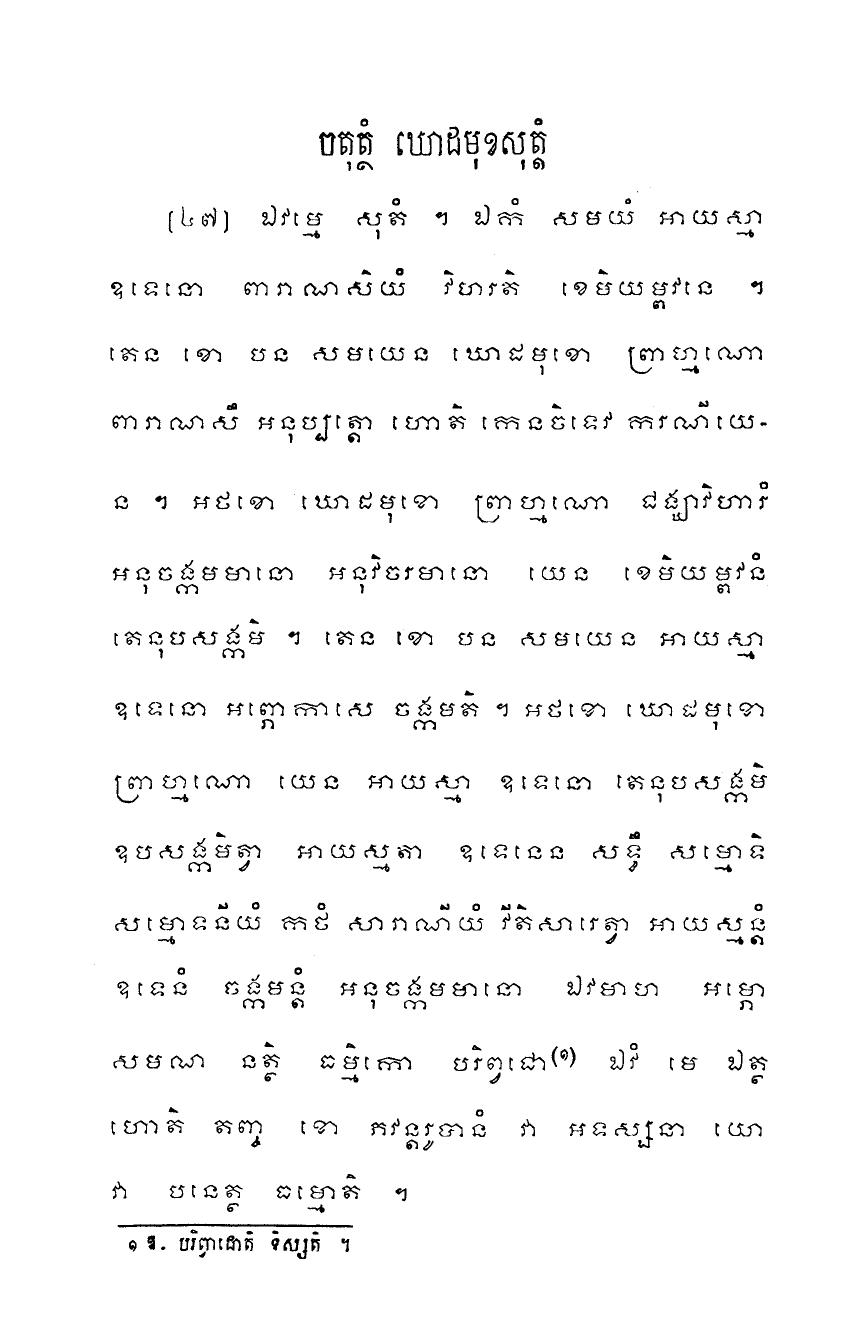 ចតុត្ថំ ឃោដមុខសុត្តំ
[៤៧] ឯវម្មេ សុតំ ។ ឯកំ សមយំ អាយស្មា
ឧទេនោ ពារាណសិយំ វិហរតិ ខេមិយម្ពវនេ ។
តេន ខោ បន សមយេន ឃោដមុខោ ព្រាហ្មណោ
ពារាណសឹ អនុប្បត្តោ ហោតិ កេនចិទេវ ករណីយេ-
ន ។ អថខោ ឃោដមុខោ ព្រាហ្មណោ ជង្ឃាវិហារំ
អនុចង្កមមានោ អនុវិចរមានោ យេន ខេមិយម្ពវនំ
តេនុបសង្កមិ ។ តេន ខោ បន សមយេន អាយស្មា
ឧទេនោ អព្ភោកាសេ ចង្កមតិ ។ អថខោ ឃោដមុខោ
ព្រាហ្មណោ យេន អាយស្មា ឧទេនោ តេនុបសង្កមិ
ឧបសង្កមិត្វា អាយស្មតា ឧទេនេន សទ្ធឹ សម្មោទិ
សម្មោទនីយំ កថំ សារាណីយំ វីតិសារេត្វា អាយស្មន្តំ
ឧទេនំ ចង្កមន្តំ អនុចង្កមមានោ ឯវមាហ អម្ភោ
សមណ នត្ថិ ធម្មិកោ បរិព្វជោ(១) ឯវំ មេ ឯត្ថ
ហោតិ តញ្ច ខោ ភវន្តរូបានំ វា អទស្សនា យោ
វា បនេត្ថ ធម្មោតិ ។
១ ឱ. បរិព្វាជោតិ ទិស្សតិ ។